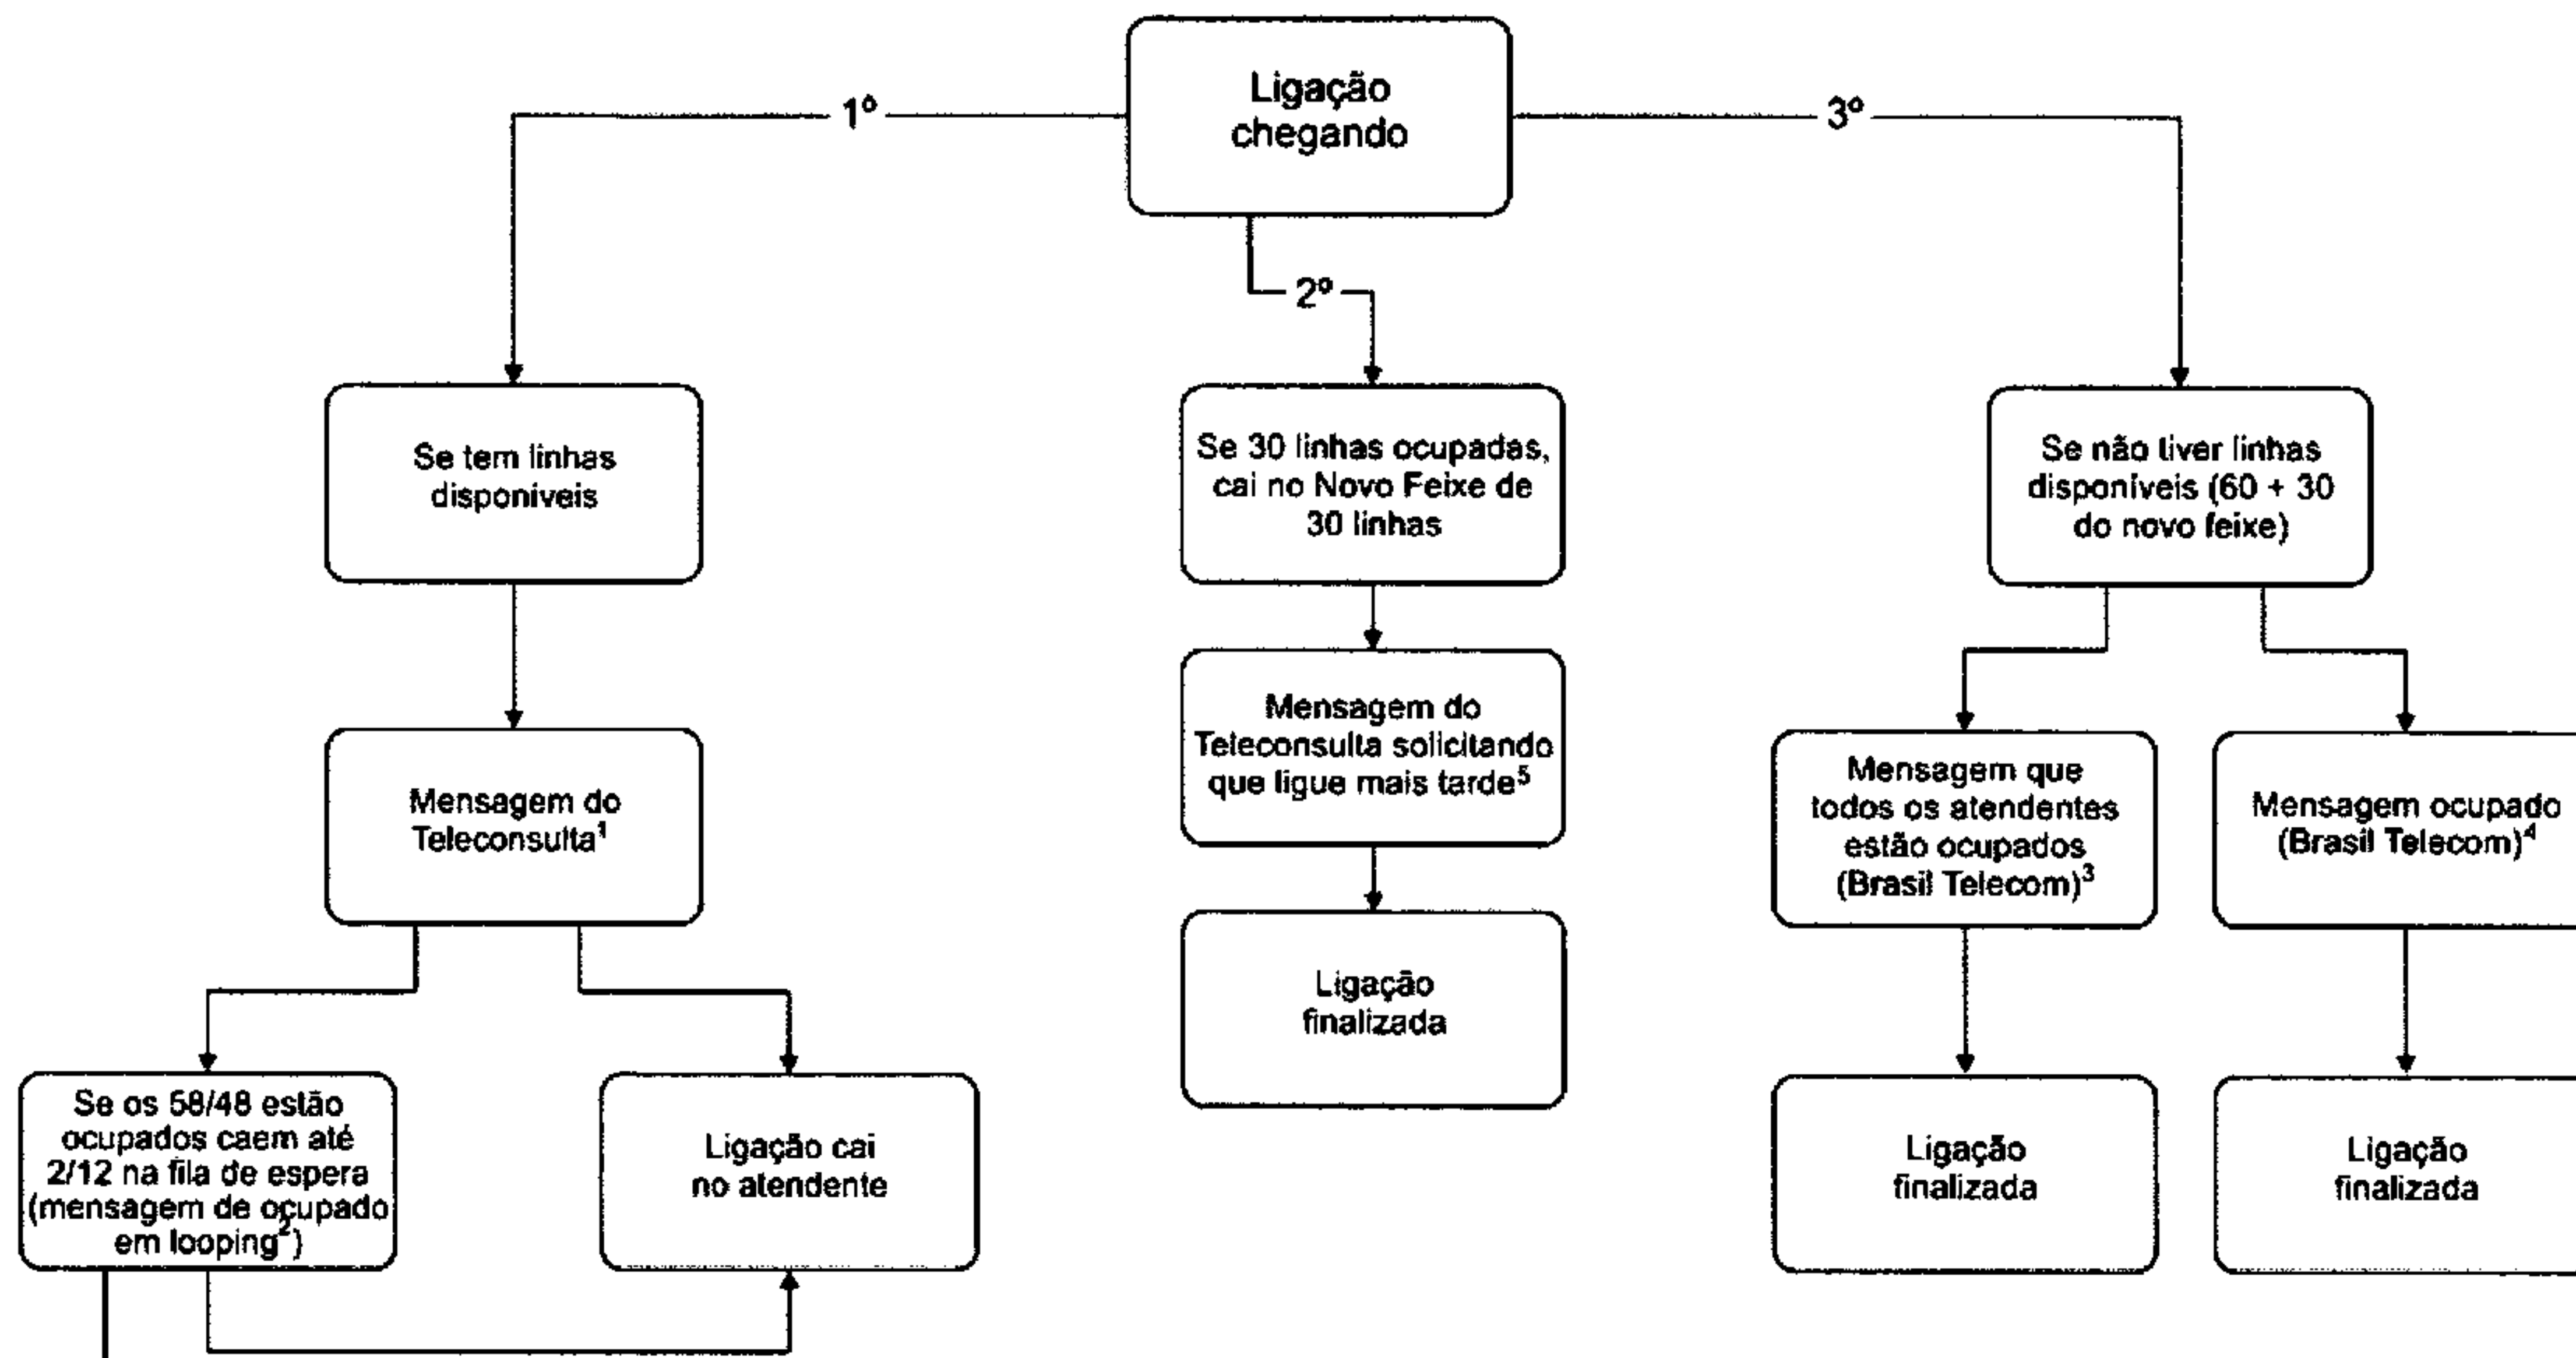 Ligação
chegando
1º
2º
3º
Se tem linhas
disponíveis
Mensagem do
Teleconsulta¹
Se os 58/48 estão
ocupados caem até
2/12 na fila de espera
(mensagem de ocupado
em looping²)
Ligação cai
no atendente
Se 30 linhas ocupadas,
cai no Novo Feixe de
30 linhas
Mensagem do
Teleconsulta solicitando
que ligue mais tarde⁵
Ligação
finalizada
Se não tiver linhas
disponíveis (60 + 30
do novo feixe)
Mensagem que
todos os atendentes
estão ocupados
(Brasil Telecom)³
Ligação
finalizada
Mensagem ocupado
(Brasil Telecom)⁴
Ligação
finalizada